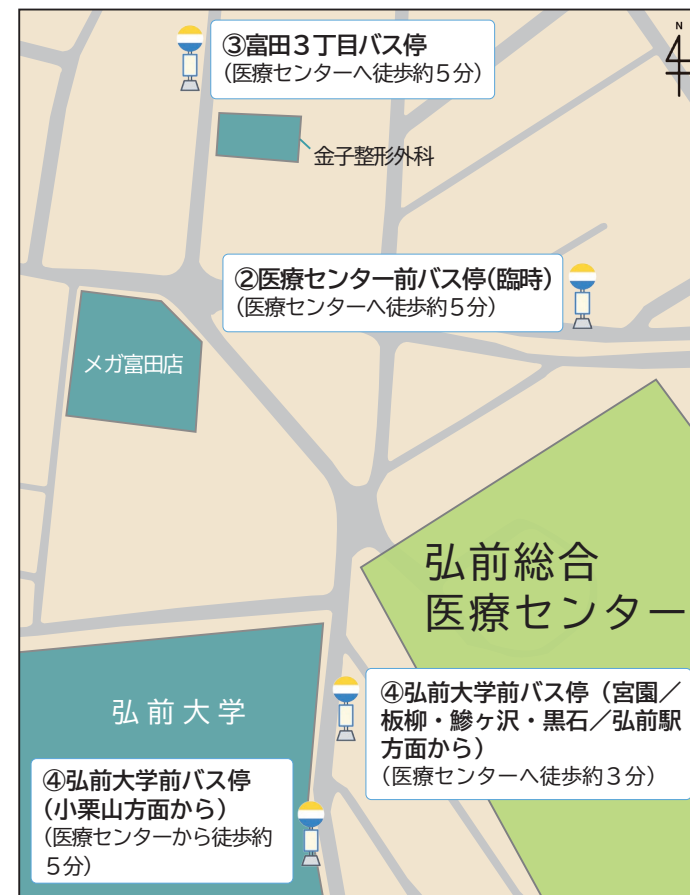 N
③富田3丁目バス停
(医療センターへ徒歩約5分)
金子整形外科
②医療センター前バス停(臨時)
(医療センターへ徒歩約5分)
メガ富田店
弘前総合
医療センター
弘前大学
④弘前大学前バス停（宮園／
板柳・鰺ヶ沢・黒石／弘前駅
方面から）
(医療センターへ徒歩約3分)
④弘前大学前バス停
(小栗山方面から)
(医療センターから徒歩約
5分)